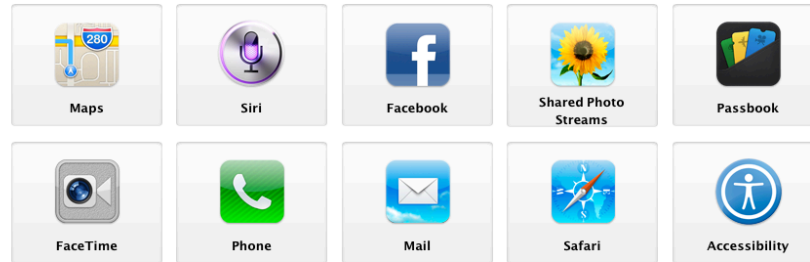 280
Maps
Siri
Facebook
Shared Photo
Streams
Passbook
FaceTime
Phone
Mail
Safari
Accessibility